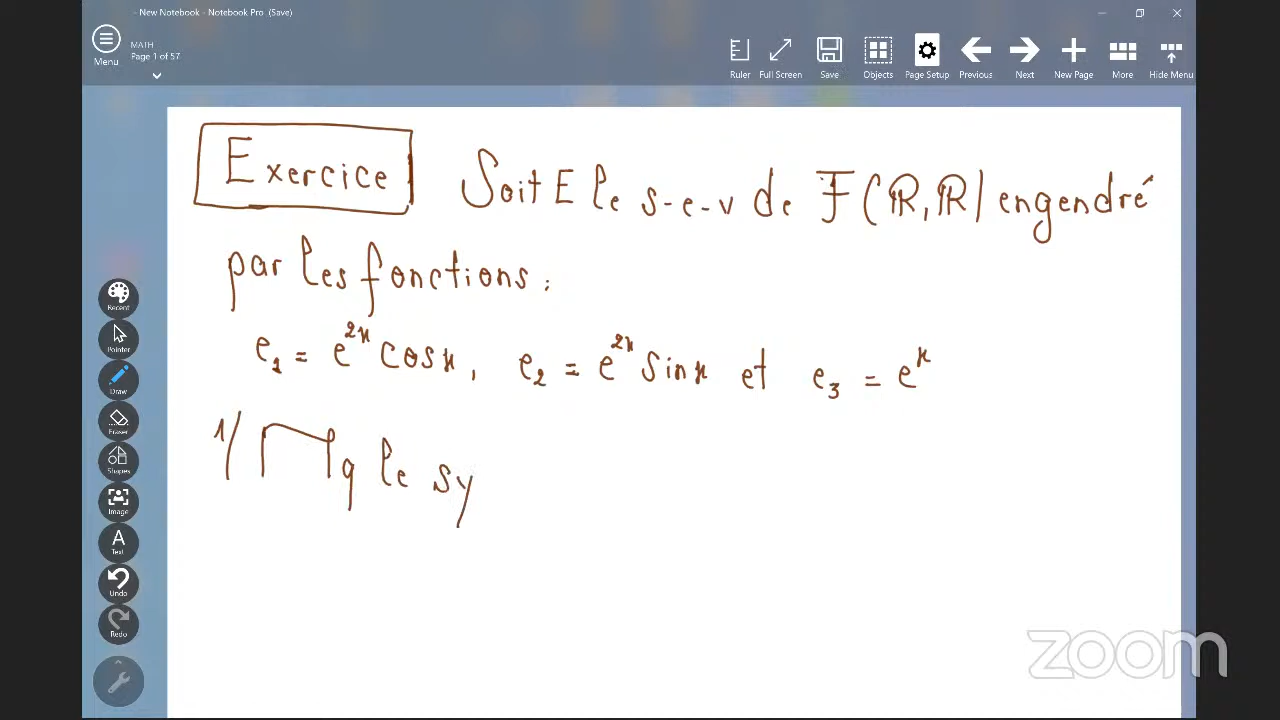 - New Notebook - Notebook Pro (Save)
Menu
MATH
Page 1 of 57
Ruler Full Screen Save Objects Page Setup Previous Next New Page More Hide Menu
Exercice Soit E le s-e-v de F(ℝ,ℝ) engendré
par les fonctions :
e₁ = e²ˣ cosx, e₂ = e²ˣ sinx et e₃ = eˣ
1/ Mq le sy
Recent
Pointer
Draw
Eraser
Shapes
Image
A
Text
Undo
Redo
zoom